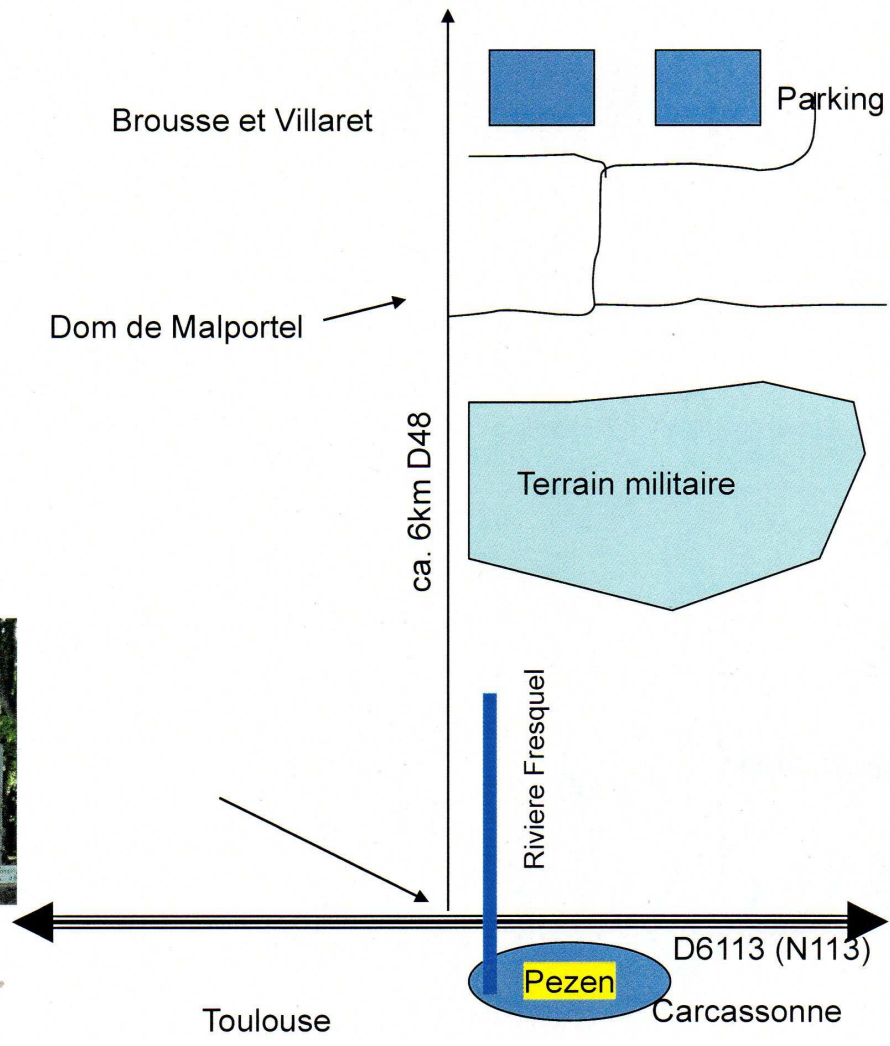 Parking
Brousse et Villaret
Dom de Malportel
ca. 6km D48
Terrain militaire
Riviere Fresquel
D6113 (N113)
Pezen
Carcassonne
Toulouse